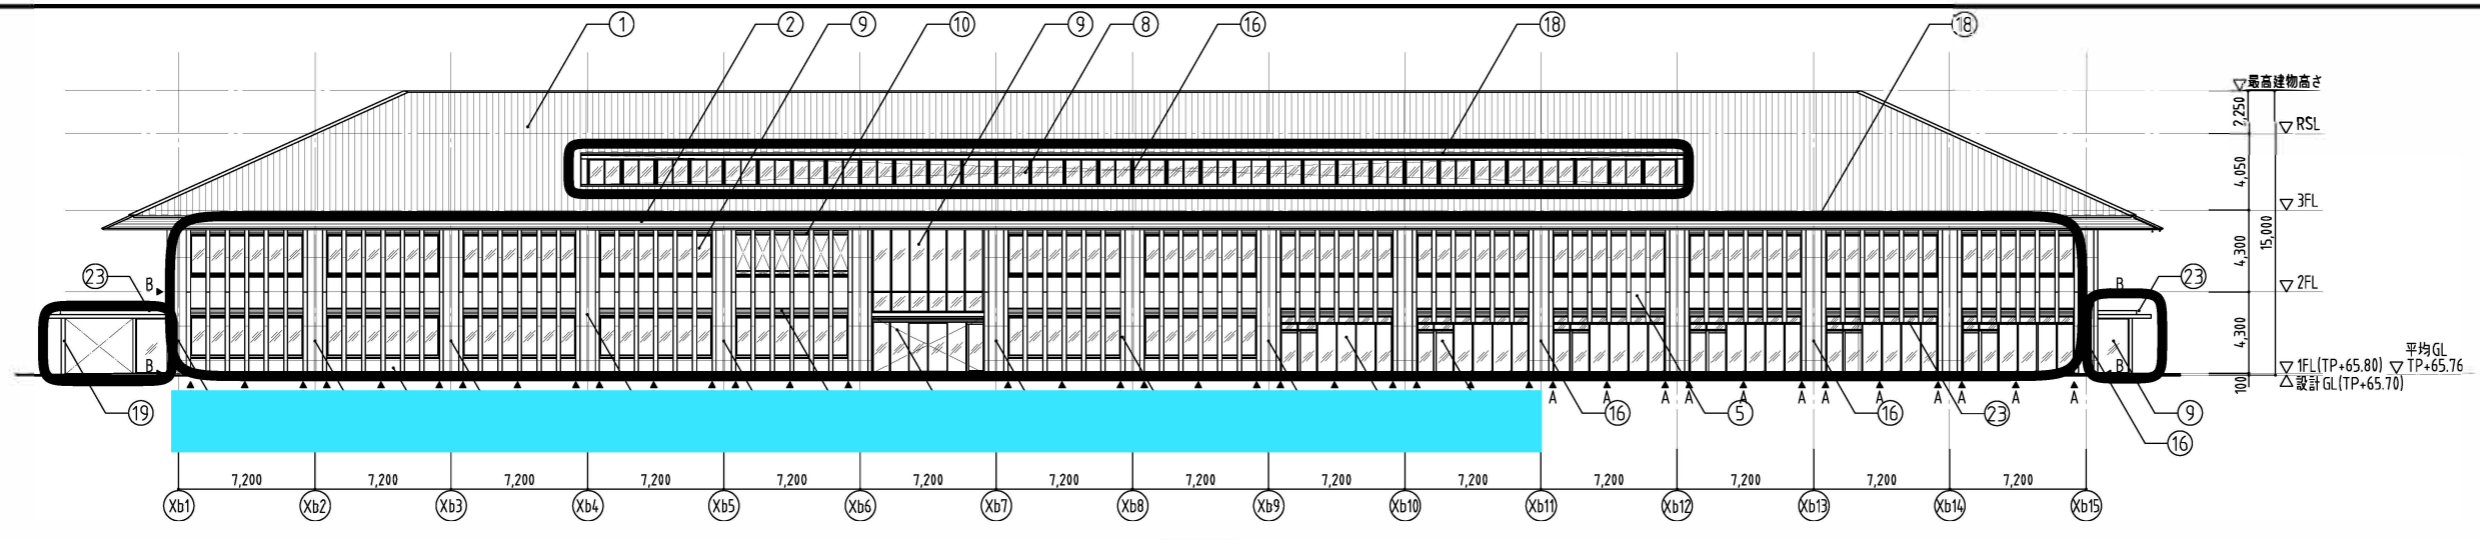 1 2 9 10 9 8 16 18 18
▽最高建物高さ
2,250
▽ RSL
4,050
▽ 3FL
15,000
4,300
▽ 2FL
4,300
平均GL
▽ 1FL(TP+65.80) ▽ TP+65.76
100
△ 設計GL(TP+65.70)
23 B B 23
B B
A A A A A A A A A A A A
19 16 5 16 23 9
16
7,200 7,200 7,200 7,200 7,200 7,200 7,200 7,200 7,200 7,200 7,200 7,200 7,200 7,200
Xb1 Xb2 Xb3 Xb4 Xb5 Xb6 Xb7 Xb8 Xb9 Xb10 Xb11 Xb12 Xb13 Xb14 Xb15